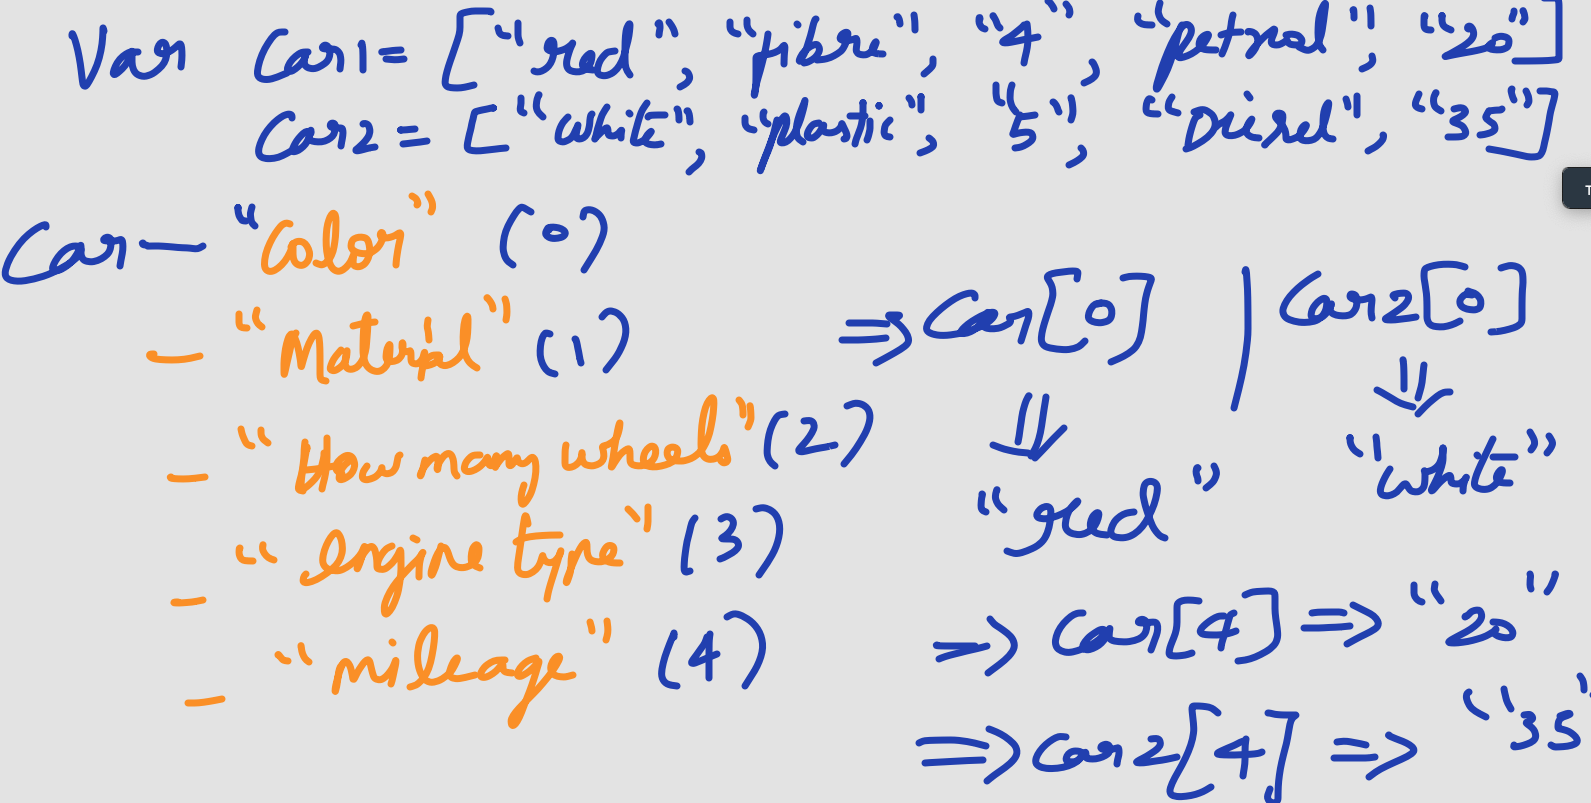 Var Car1 = ["red", "fibre", "4", "petrol", "20"]
Car2 = ["white", "plastic", "5", "Diesel", "35"]
Car — "Color" (0)
— "Material" (1)
— "How many wheels" (2)
— "engine type" (3)
— "mileage" (4)
=> Car[0] | Car2[0]
"red" "white"
=> Car[4] => "20"
=> Car2[4] => "35"